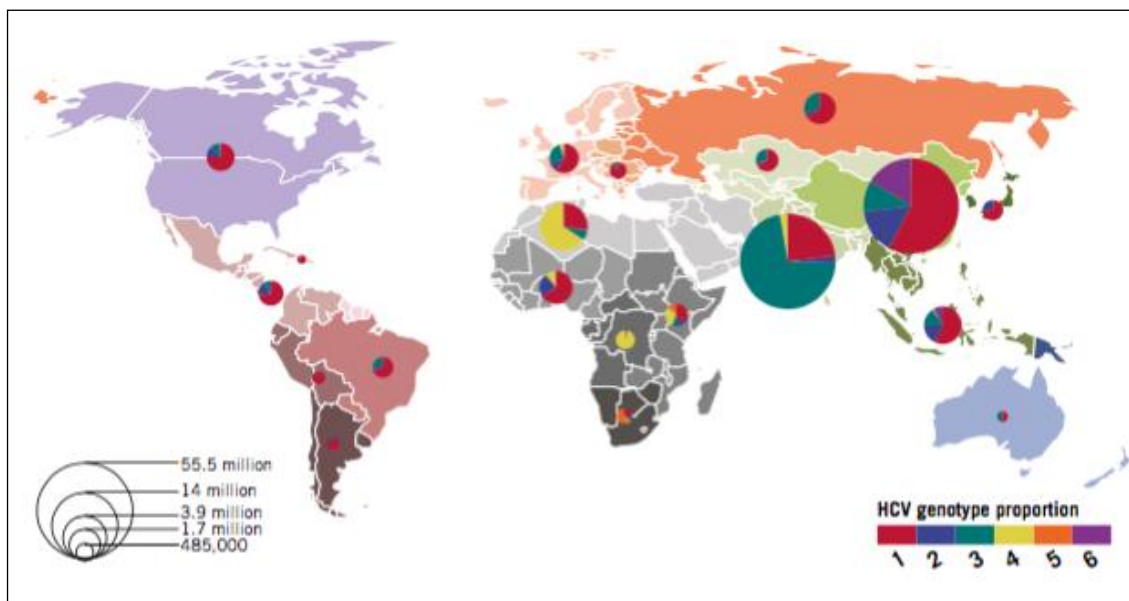 55.5 million
14 million
3.9 million
1.7 million
485,000
HCV genotype proportion
1 2 3 4 5 6